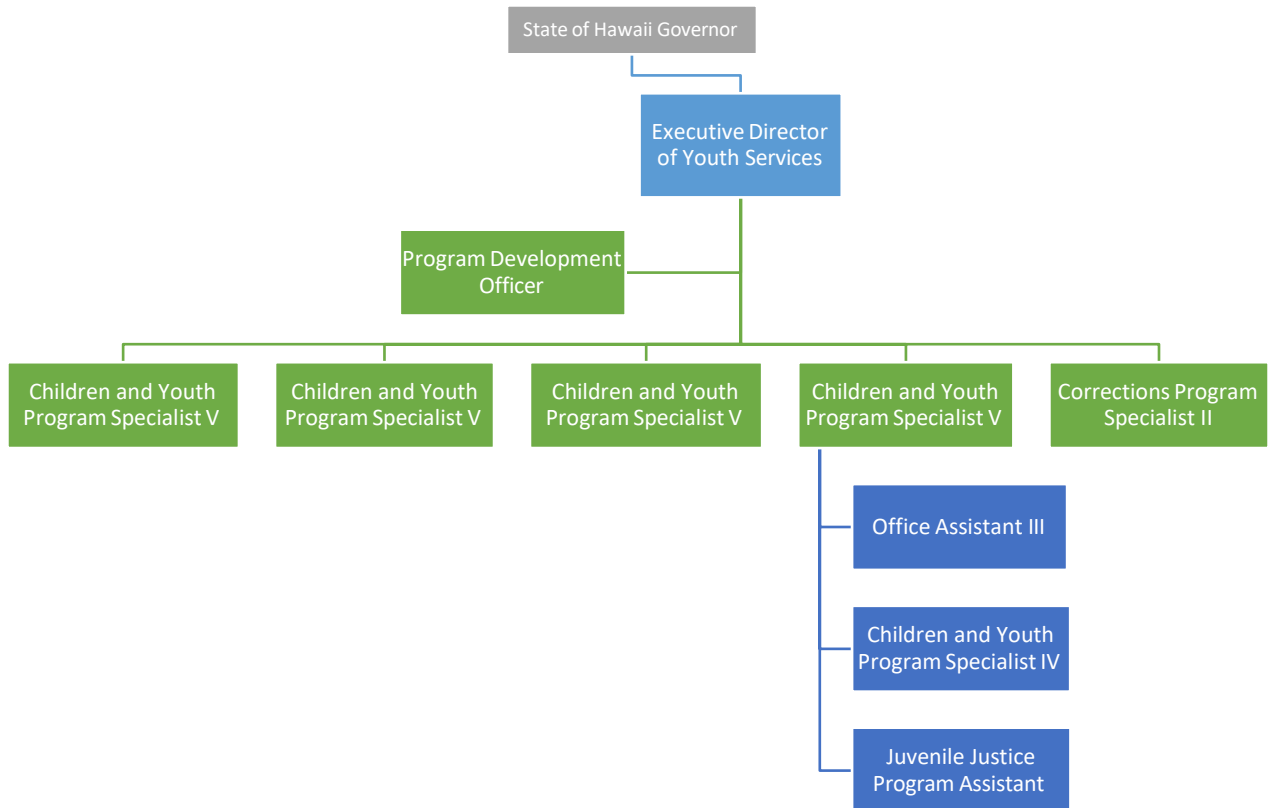 State of Hawaii Governor
Executive Director
of Youth Services
Program Development
Officer
Children and Youth
Program Specialist V
Children and Youth
Program Specialist V
Children and Youth
Program Specialist V
Children and Youth
Program Specialist V
Corrections Program
Specialist II
Office Assistant III
Children and Youth
Program Specialist IV
Juvenile Justice
Program Assistant